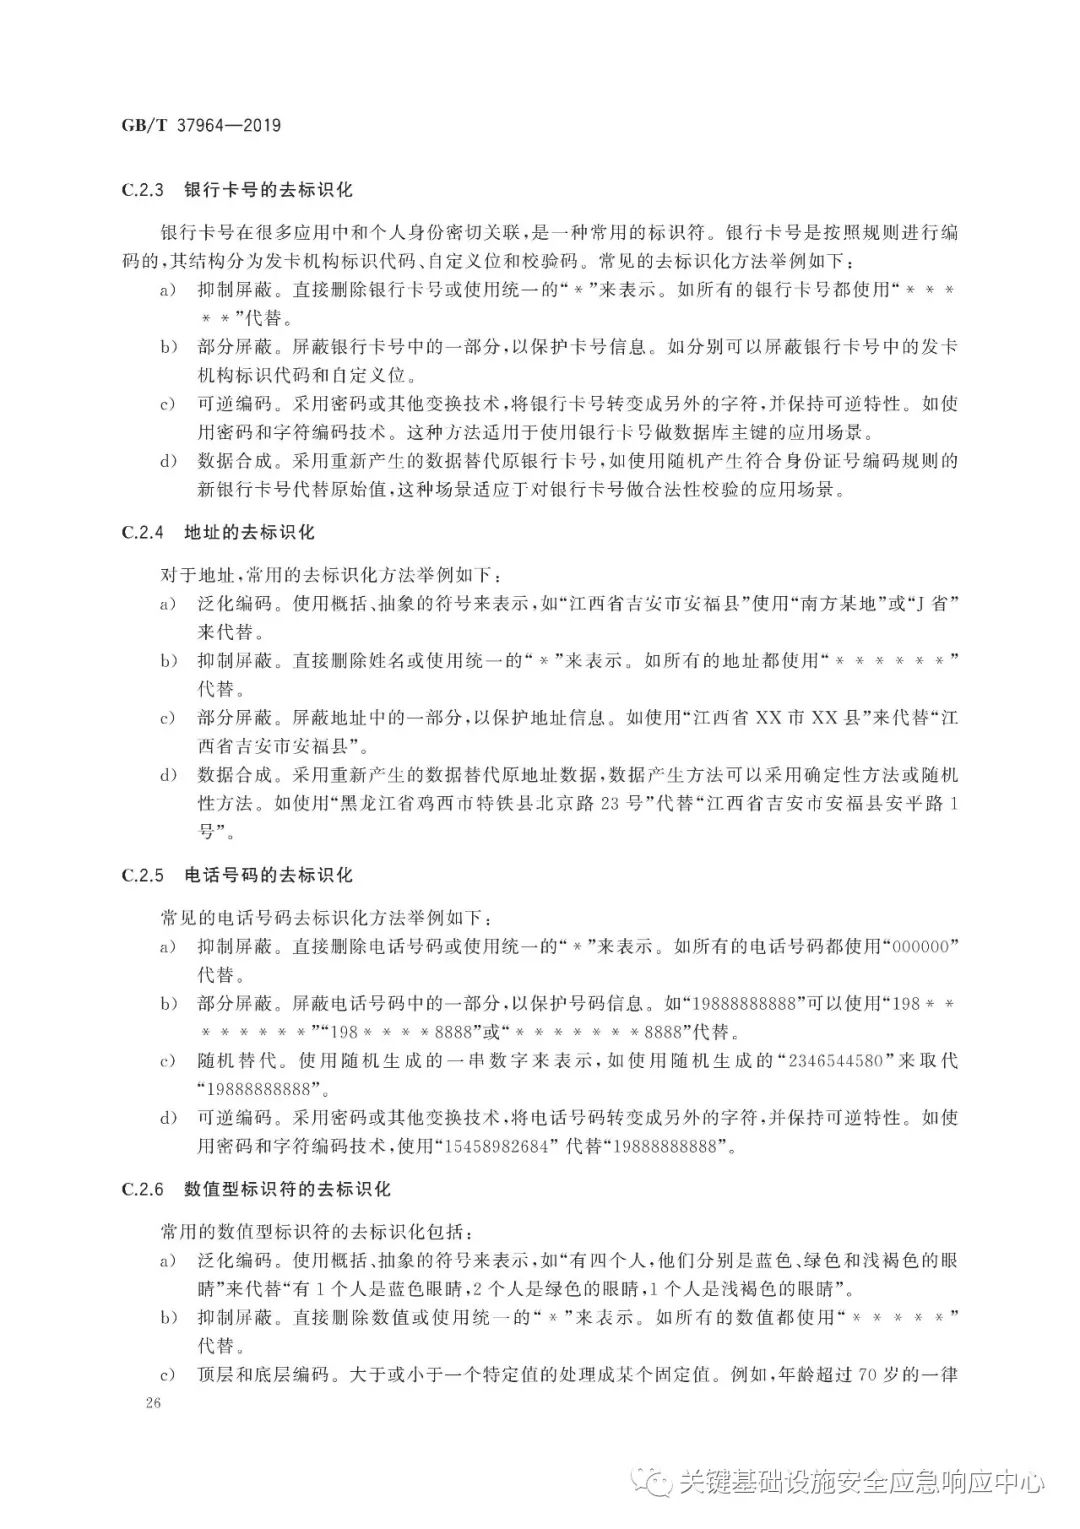 GB/T 37964—2019
C.2.3 银行卡号的去标识化
银行卡号在很多应用中和个人身份密切关联,是一种常用的标识符。银行卡号是按照规则进行编
码的,其结构分为发卡机构标识代码、自定义位和校验码。常见的去标识化方法举例如下:
a) 抑制屏蔽。直接删除银行卡号或使用统一的“*”来表示。如所有的银行卡号都使用“* * *
* *”代替。
b) 部分屏蔽。屏蔽银行卡号中的一部分,以保护卡号信息。如分别可以屏蔽银行卡号中的发卡
机构标识代码和自定义位。
c) 可逆编码。采用密码或其他变换技术,将银行卡号转变成另外的字符,并保持可逆特性。如使
用密码和字符编码技术。这种方法适用于使用银行卡号做数据库主键的应用场景。
d) 数据合成。采用重新产生的数据替代原银行卡号,如使用随机产生符合身份证号编码规则的
新银行卡号代替原始值,这种场景适应于对银行卡号做合法性校验的应用场景。
C.2.4 地址的去标识化
对于地址,常用的去标识化方法举例如下:
a) 泛化编码。使用概括、抽象的符号来表示,如“江西省吉安市安福县”使用“南方某地”或“J 省”
来代替。
b) 抑制屏蔽。直接删除姓名或使用统一的“*”来表示。如所有的地址都使用“* * * * * *”
代替。
c) 部分屏蔽。屏蔽地址中的一部分,以保护地址信息。如使用“江西省 XX 市 XX 县”来代替“江
西省吉安市安福县”。
d) 数据合成。采用重新产生的数据替代原地址数据,数据产生方法可以采用确定性方法或随机
性方法。如使用“黑龙江省鸡西市特铁县北京路 23 号”代替“江西省吉安市安福县安平路 1
号”。
C.2.5 电话号码的去标识化
常见的电话号码去标识化方法举例如下:
a) 抑制屏蔽。直接删除电话号码或使用统一的“*”来表示。如所有的电话号码都使用“000000”
代替。
b) 部分屏蔽。屏蔽电话号码中的一部分,以保护号码信息。如“19888888888”可以使用“198* *
* * * * * *”“198* * * *8888”或“* * * * * * *8888”代替。
c) 随机替代。使用随机生成的一串数字来表示,如使用随机生成的“2346544580”来取代
“19888888888”。
d) 可逆编码。采用密码或其他变换技术,将电话号码转变成另外的字符,并保持可逆特性。如使
用密码和字符编码技术,使用“15458982684” 代替“19888888888”。
C.2.6 数值型标识符的去标识化
常用的数值型标识符的去标识化包括:
a) 泛化编码。使用概括、抽象的符号来表示,如“有四个人,他们分别是蓝色、绿色和浅褐色的眼
睛”来代替“有 1 个人是蓝色眼睛,2 个人是绿色的眼睛,1 个人是浅褐色的眼睛”。
b) 抑制屏蔽。直接删除数值或使用统一的“*”来表示。如所有的数值都使用“* * * * *”
代替。
c) 顶层和底层编码。大于或小于一个特定值的处理成某个固定值。例如,年龄超过 70 岁的一律
26
关键基础设施安全应急响应中心